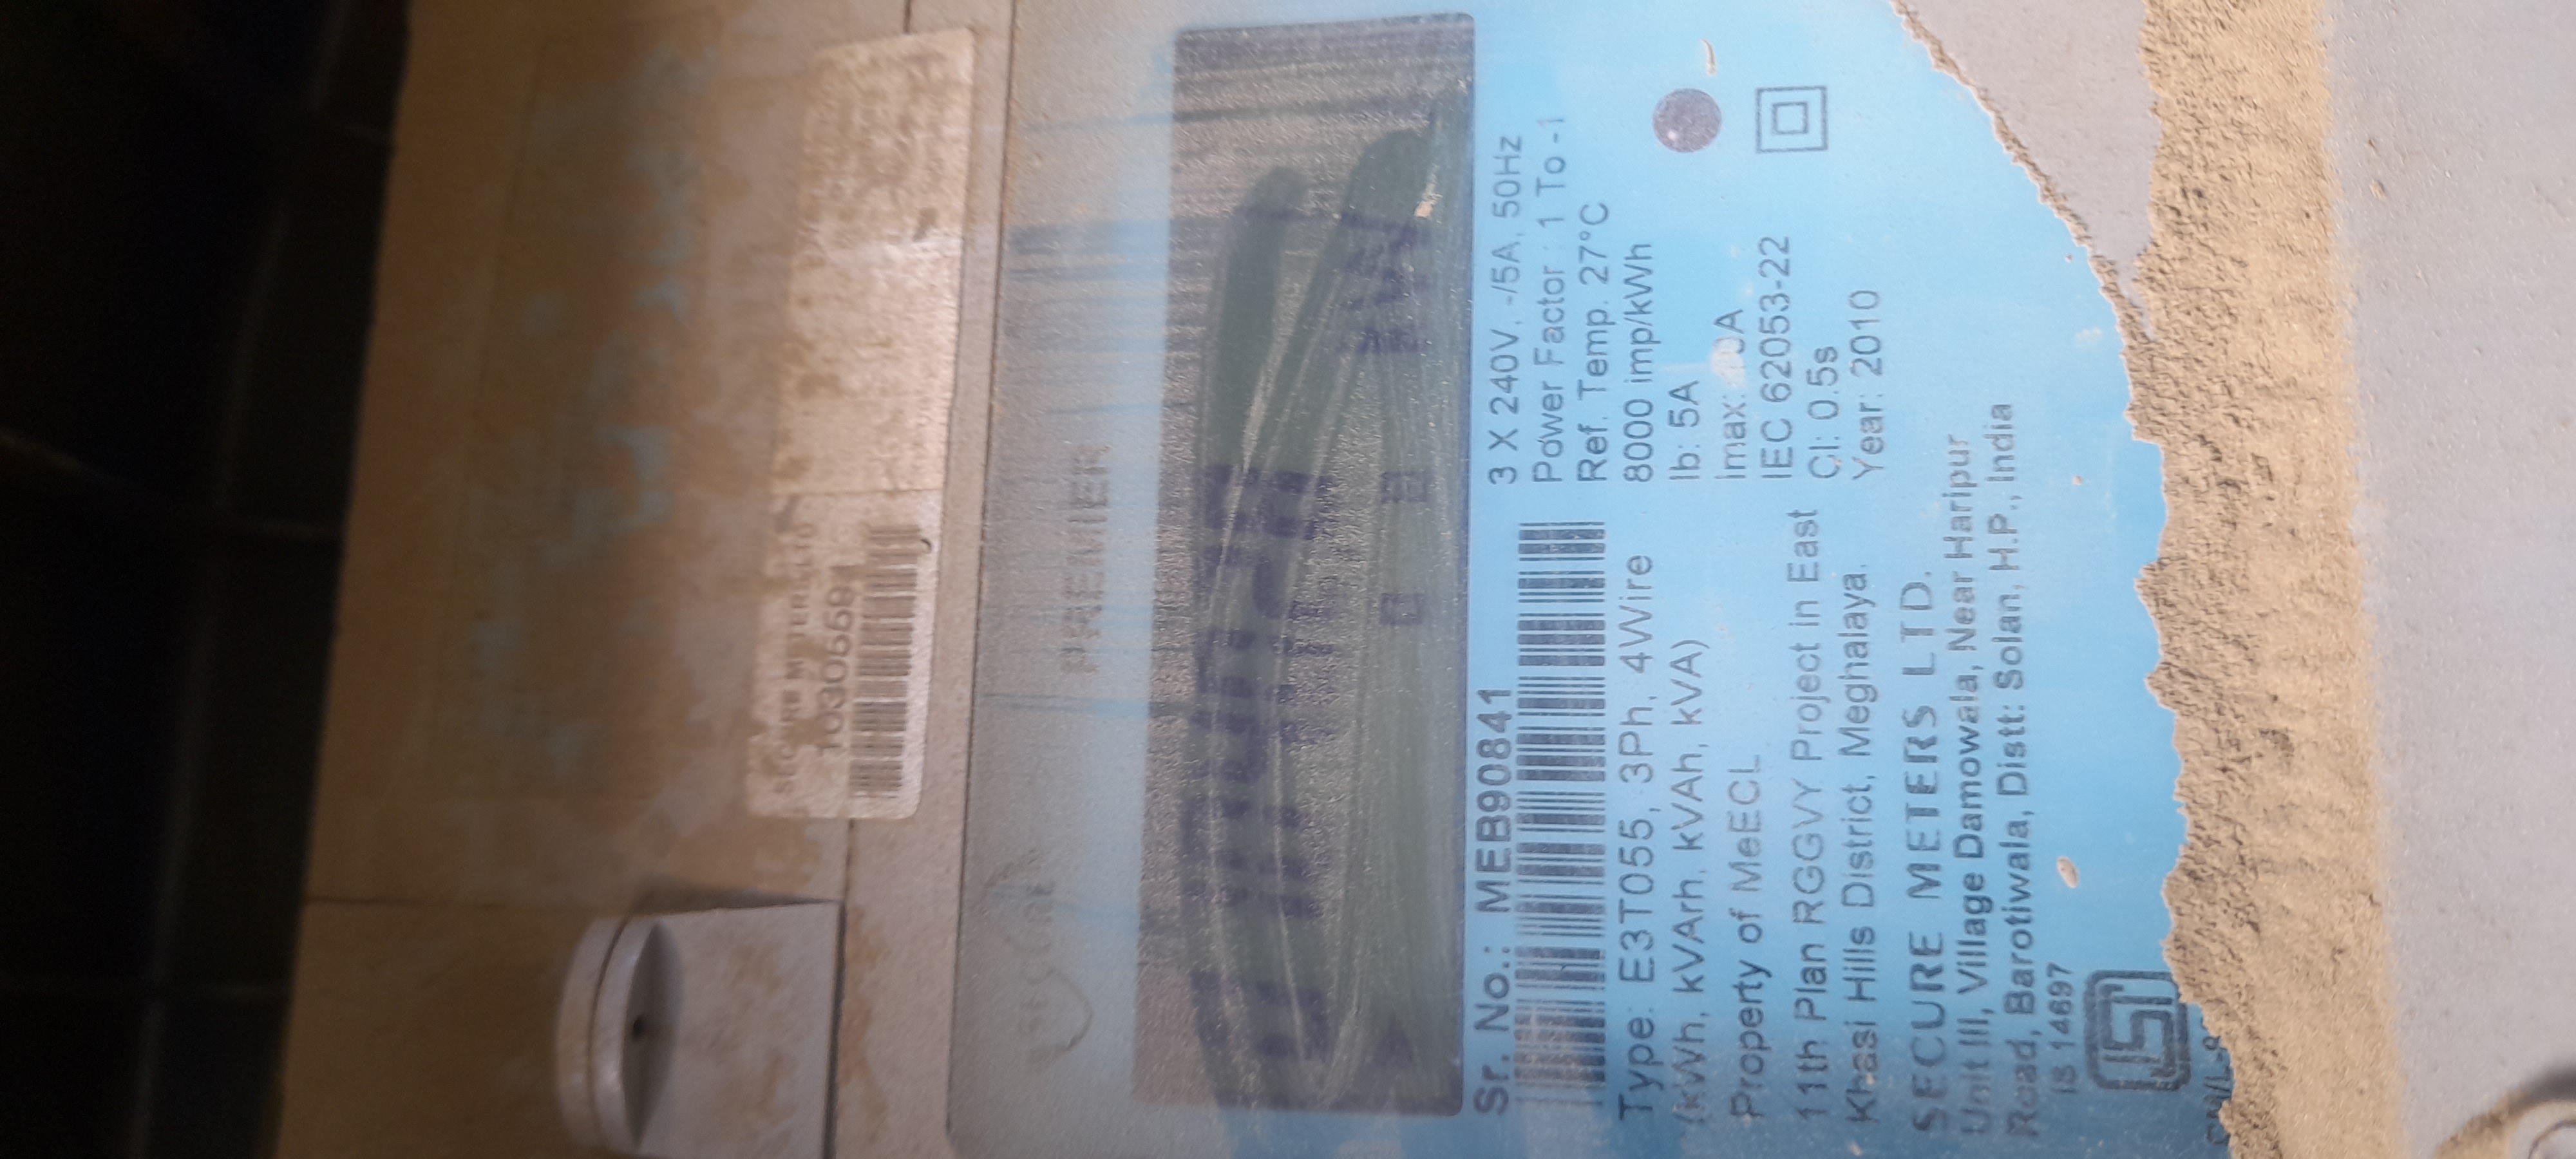 SECURE METERS LTD
PREMIER
kW
Sr. No.: MEB90841
3 X 240V, -/5A, 50Hz
Power Factor : 1 To -1
Ref. Temp. 27°C
Type: E3T055, 3Ph, 4Wire
8000 imp/kWh
(kWh, kVArh, kVAh, kVA)
Ib: 5A
Property of MeECL
Imax:
11th Plan RGGVY Project in East
IEC 62053-22
Khasi Hills District, Meghalaya.
Cl: 0.5s
Year: 2010
SECURE METERS LTD.
Unit III, Village Damowala, Near Haripur
Road, Barotiwala, Distt: Solan, H.P., India
IS 14697